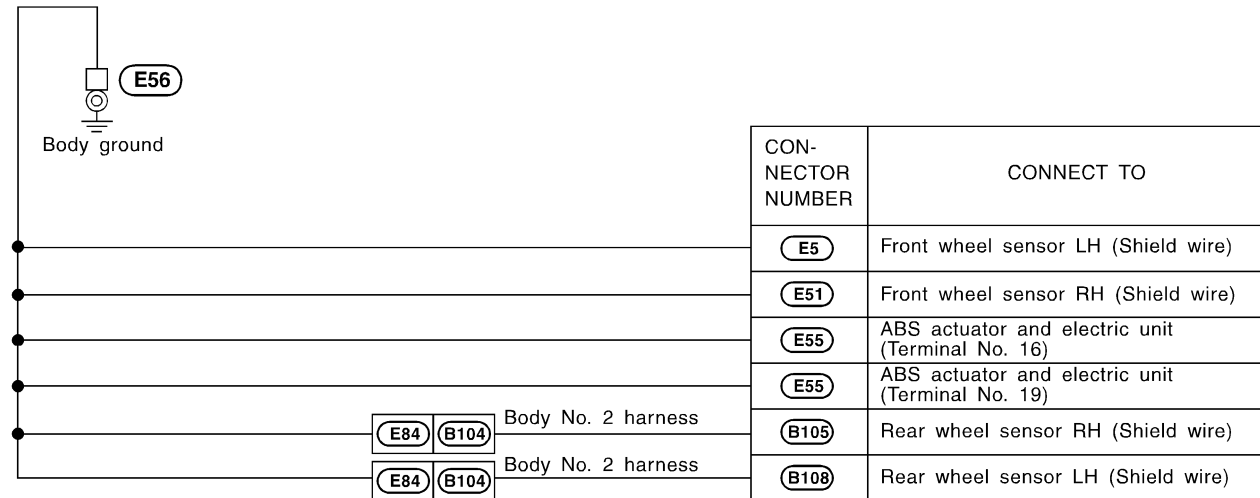 E56
Body ground
CON-
NECTOR
NUMBER
CONNECT TO
E5
Front wheel sensor LH (Shield wire)
E51
Front wheel sensor RH (Shield wire)
E55
ABS actuator and electric unit
(Terminal No. 16)
E55
ABS actuator and electric unit
(Terminal No. 19)
E84 B104 Body No. 2 harness
B105
Rear wheel sensor RH (Shield wire)
E84 B104 Body No. 2 harness
B108
Rear wheel sensor LH (Shield wire)